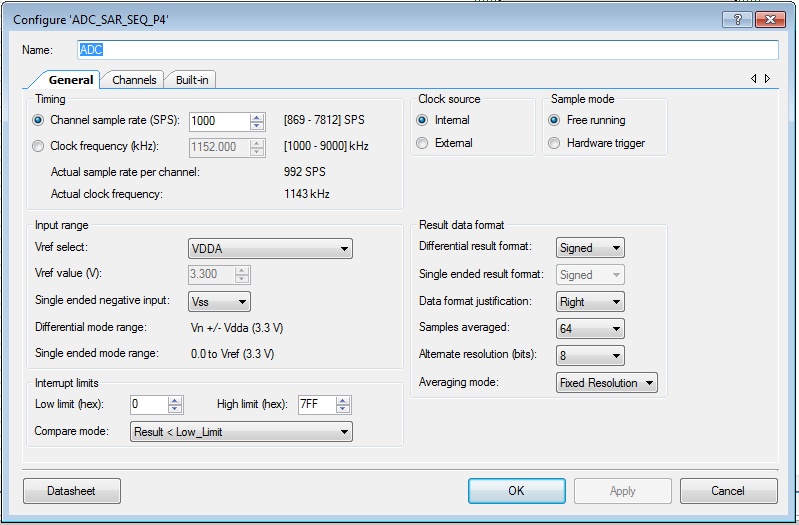 Configure 'ADC_SAR_SEQ_P4'
Name: ADC
General Channels Built-in
Timing
Channel sample rate (SPS): 1000 [869 - 7812] SPS
Clock frequency (kHz): 1152.000 [1000 - 9000] kHz
Actual sample rate per channel: 992 SPS
Actual clock frequency: 1143 kHz
Clock source
Internal
External
Sample mode
Free running
Hardware trigger
Input range
Vref select: VDDA
Vref value (V): 3.300
Single ended negative input: Vss
Differential mode range: Vn +/- Vdda (3.3 V)
Single ended mode range: 0.0 to Vref (3.3 V)
Result data format
Differential result format: Signed
Single ended result format: Signed
Data format justification: Right
Samples averaged: 64
Alternate resolution (bits): 8
Averaging mode: Fixed Resolution
Interrupt limits
Low limit (hex): 0 High limit (hex): 7FF
Compare mode: Result < Low_Limit
Datasheet OK Apply Cancel